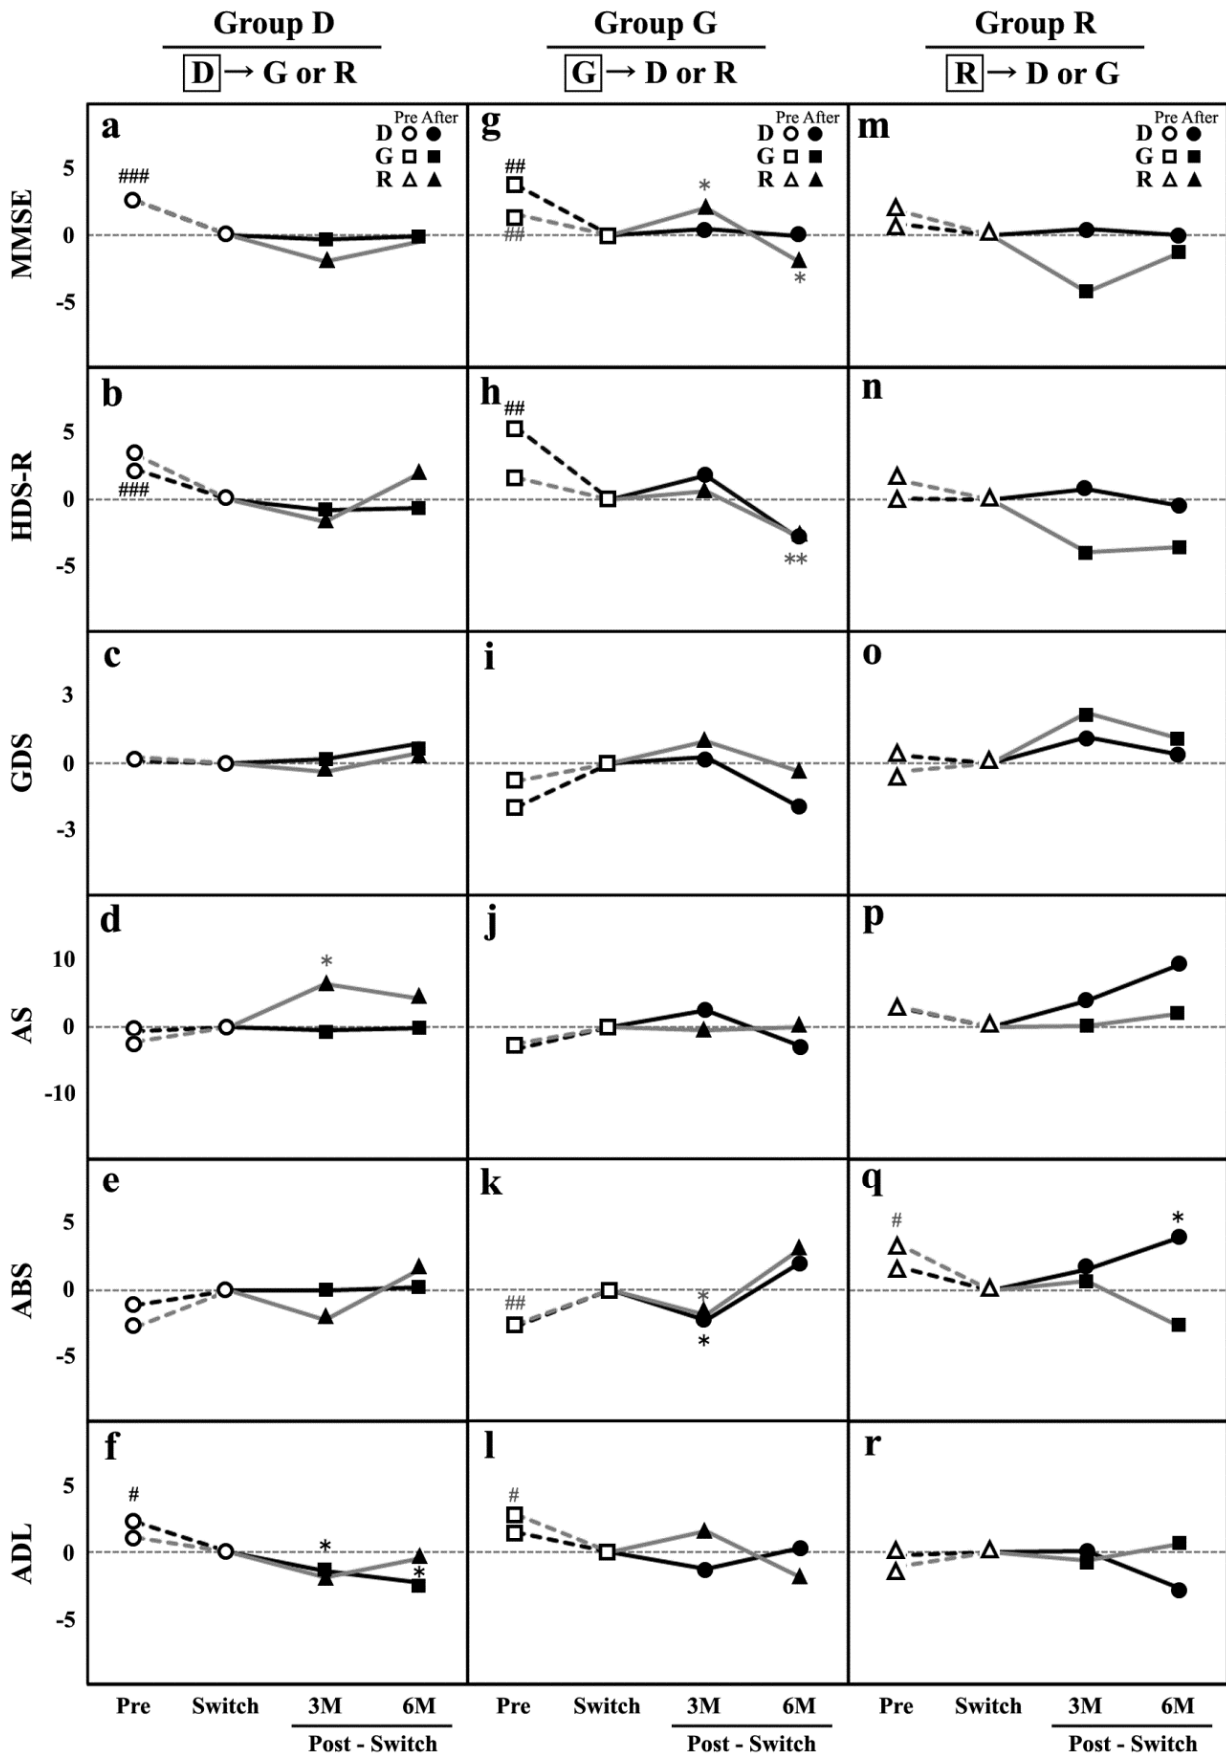 Group D
Group G
Group R
D → G or R
G → D or R
R → D or G
a
Pre After
D
G
R
###
g
Pre After
D
G
R
##
##
*
*
m
Pre After
D
G
R
MMSE
5
0
-5
b
###
h
##
**
n
HDS-R
5
0
-5
c
i
o
GDS
3
0
-3
d
*
j
p
AS
10
0
-10
e
k
##
*
*
q
#
*
ABS
5
0
-5
f
#
*
*
l
#
r
ADL
5
0
-5
Pre Switch 3M 6M
Post - Switch
Pre Switch 3M 6M
Post - Switch
Pre Switch 3M 6M
Post - Switch